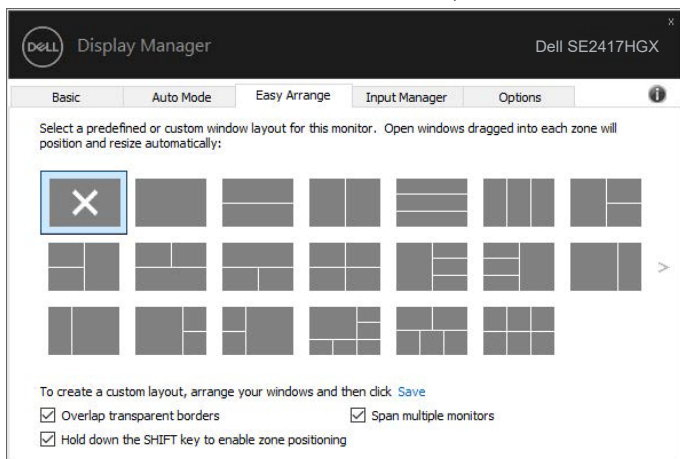 DELL Display Manager Dell SE2417HGX
Basic Auto Mode Easy Arrange Input Manager Options
Select a predefined or custom window layout for this monitor. Open windows dragged into each zone will
position and resize automatically:
To create a custom layout, arrange your windows and then click Save
Overlap transparent borders Span multiple monitors
Hold down the SHIFT key to enable zone positioning